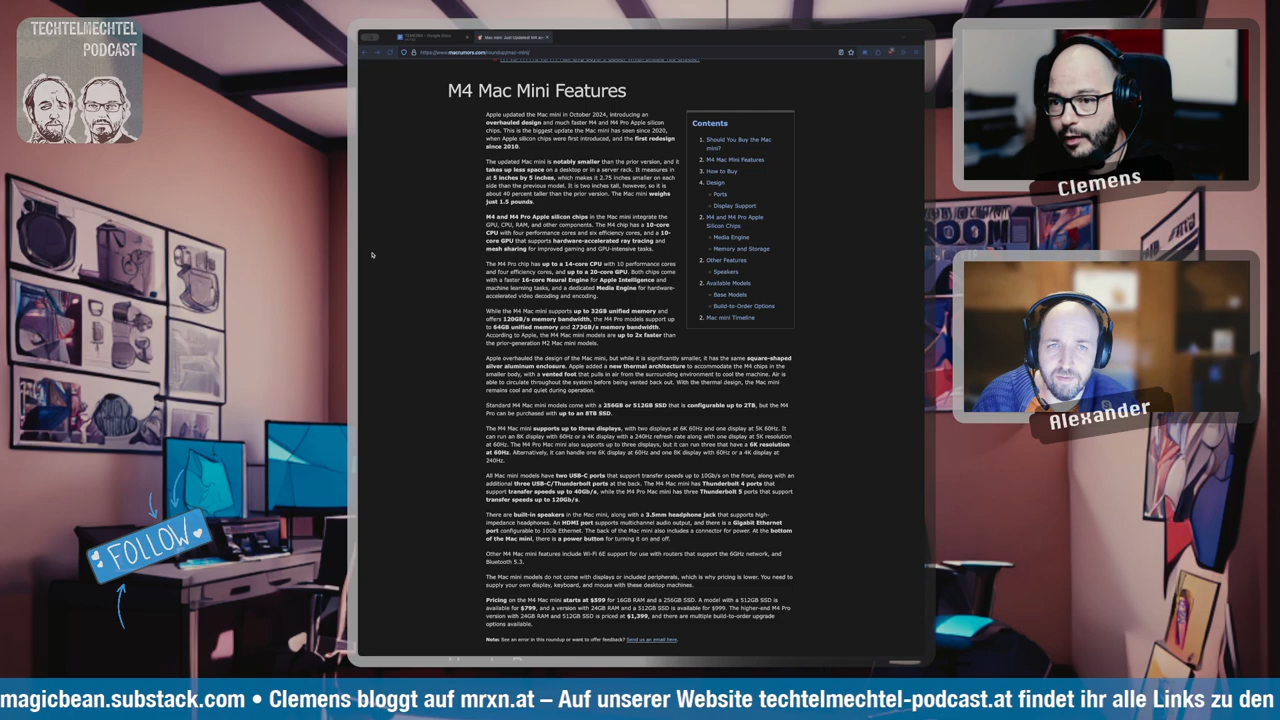 TECHTELMECHTEL
PODCAST
Mac mini: Just Updated! M4 an
https://www.macrumors.com/roundup/mac-mini/
M4 Mac Mini Features
Apple updated the Mac mini in October 2024, introducing an
overhauled design and much faster M4 and M4 Pro Apple silicon
chips. This is the biggest update the Mac mini has seen since 2020,
when Apple silicon chips were first introduced, and the first redesign
since 2010.
The updated Mac mini is notably smaller than the prior version, and it
takes up less space on a desktop or in a server rack. It measures in
at 5 inches by 5 inches, which makes it 2.75 inches smaller on each
side than the previous model. It is two inches tall, however, so it is
about 40 percent taller than the prior version. The Mac mini weighs
just 1.5 pounds.
M4 and M4 Pro Apple silicon chips in the Mac mini integrate the
GPU, CPU, RAM, and other components. The M4 chip has a 10-core
CPU with four performance cores and six efficiency cores, and a 10-
core GPU that supports hardware-accelerated ray tracing and
mesh sharing for improved gaming and GPU-intensive tasks.
The M4 Pro chip has up to a 14-core CPU with 10 performance cores
and four efficiency cores, and up to a 20-core GPU. Both chips come
with a faster 16-core Neural Engine for Apple Intelligence and
machine learning tasks, and a dedicated Media Engine for hardware-
accelerated video decoding and encoding.
While the M4 Mac mini supports up to 32GB unified memory and
offers 120GB/s memory bandwidth, the M4 Pro models support up
to 64GB unified memory and 273GB/s memory bandwidth.
According to Apple, the M4 Mac mini models are up to 2x faster than
the prior-generation M2 Mac mini models.
Apple overhauled the design of the Mac mini, but while it is significantly smaller, it has the same square-shaped
silver aluminum enclosure. Apple added a new thermal architecture to accommodate the M4 chips in the
smaller body, with a vented foot that pulls in air from the surrounding environment to cool the machine. Air is
able to circulate throughout the system before being vented back out. With the thermal design, the Mac mini
remains cool and quiet during operation.
Standard M4 Mac mini models come with a 256GB or 512GB SSD that is configurable up to 2TB, but the M4
Pro can be purchased with up to an 8TB SSD.
The M4 Mac mini supports up to three displays, with two displays at 6K 60Hz and one display at 5K 60Hz. It
can run an 8K display with 60Hz or a 4K display with a 240Hz refresh rate along with one display at 5K resolution
at 60Hz. The M4 Pro Mac mini also supports up to three displays, but it can run three that have a 6K resolution
at 60Hz. Alternatively, it can handle one 6K display at 60Hz and one 8K display with 60Hz or a 4K display at
240Hz.
All Mac mini models have two USB-C ports that support transfer speeds up to 10Gb/s on the front, along with an
additional three USB-C/Thunderbolt ports at the back. The M4 Mac mini has Thunderbolt 4 ports that
support transfer speeds up to 40Gb/s, while the M4 Pro Mac mini has three Thunderbolt 5 ports that support
transfer speeds up to 120Gb/s.
There are built-in speakers in the Mac mini, along with a 3.5mm headphone jack that supports high-
impedance headphones. An HDMI port supports multichannel audio output, and there is a Gigabit Ethernet
port configurable to 10Gb Ethernet. The back of the Mac mini also includes a connector for power. At the bottom
of the Mac mini, there is a power button for turning it on and off.
Other M4 Mac mini features include Wi-Fi 6E support for use with routers that support the 6GHz network, and
Bluetooth 5.3.
The Mac mini models do not come with displays or included peripherals, which is why pricing is lower. You need to
supply your own display, keyboard, and mouse with these desktop machines.
Pricing on the M4 Mac mini starts at $599 for 16GB RAM and a 256GB SSD. A model with a 512GB SSD is
available for $799, and a version with 24GB RAM and a 512GB SSD is available for $999. The higher-end M4 Pro
version with 24GB RAM and 512GB SSD is priced at $1,399, and there are multiple build-to-order upgrade
options available.
Note: See an error in this roundup or want to offer feedback? Send us an email here.
Contents
1. Should You Buy the Mac
mini?
2. M4 Mac Mini Features
3. How to Buy
4. Design
Ports
Display Support
2. M4 and M4 Pro Apple
Silicon Chips
Media Engine
Memory and Storage
2. Other Features
Speakers
2. Available Models
Base Models
Build-to-Order Options
2. Mac mini Timeline
Clemens
Alexander
FOLLOW
magicbean.substack.com • Clemens bloggt auf mrxn.at – Auf unserer Website techtelmechtel-podcast.at findet ihr alle Links zu den